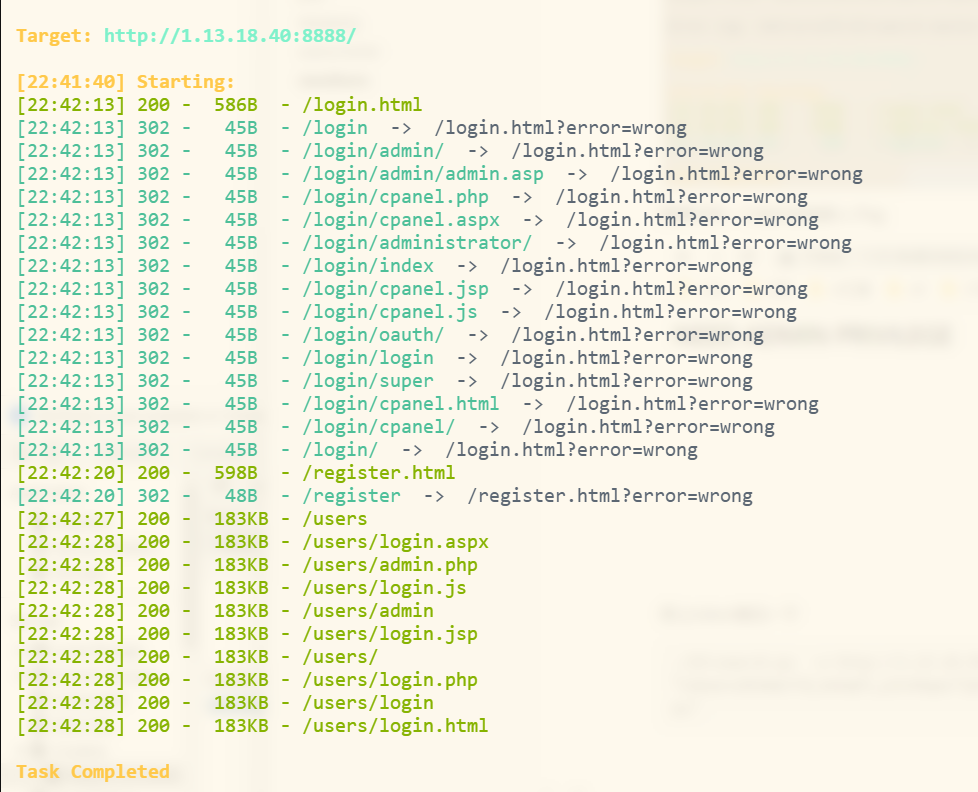 Target: http://1.13.18.40:8888/
[22:41:40] Starting:
[22:42:13] 200 -  586B  - /login.html
[22:42:13] 302 -   45B  - /login  ->  /login.html?error=wrong
[22:42:13] 302 -   45B  - /login/admin/  ->  /login.html?error=wrong
[22:42:13] 302 -   45B  - /login/admin/admin.asp  ->  /login.html?error=wrong
[22:42:13] 302 -   45B  - /login/cpanel.php  ->  /login.html?error=wrong
[22:42:13] 302 -   45B  - /login/cpanel.aspx  ->  /login.html?error=wrong
[22:42:13] 302 -   45B  - /login/administrator/  ->  /login.html?error=wrong
[22:42:13] 302 -   45B  - /login/index  ->  /login.html?error=wrong
[22:42:13] 302 -   45B  - /login/cpanel.jsp  ->  /login.html?error=wrong
[22:42:13] 302 -   45B  - /login/cpanel.js  ->  /login.html?error=wrong
[22:42:13] 302 -   45B  - /login/oauth/  ->  /login.html?error=wrong
[22:42:13] 302 -   45B  - /login/login  ->  /login.html?error=wrong
[22:42:13] 302 -   45B  - /login/super  ->  /login.html?error=wrong
[22:42:13] 302 -   45B  - /login/cpanel.html  ->  /login.html?error=wrong
[22:42:13] 302 -   45B  - /login/cpanel/  ->  /login.html?error=wrong
[22:42:13] 302 -   45B  - /login/  ->  /login.html?error=wrong
[22:42:20] 200 -  598B  - /register.html
[22:42:20] 302 -   48B  - /register  ->  /register.html?error=wrong
[22:42:27] 200 -  183KB - /users
[22:42:28] 200 -  183KB - /users/login.aspx
[22:42:28] 200 -  183KB - /users/admin.php
[22:42:28] 200 -  183KB - /users/login.js
[22:42:28] 200 -  183KB - /users/admin
[22:42:28] 200 -  183KB - /users/login.jsp
[22:42:28] 200 -  183KB - /users/
[22:42:28] 200 -  183KB - /users/login.php
[22:42:28] 200 -  183KB - /users/login
[22:42:28] 200 -  183KB - /users/login.html
Task Completed